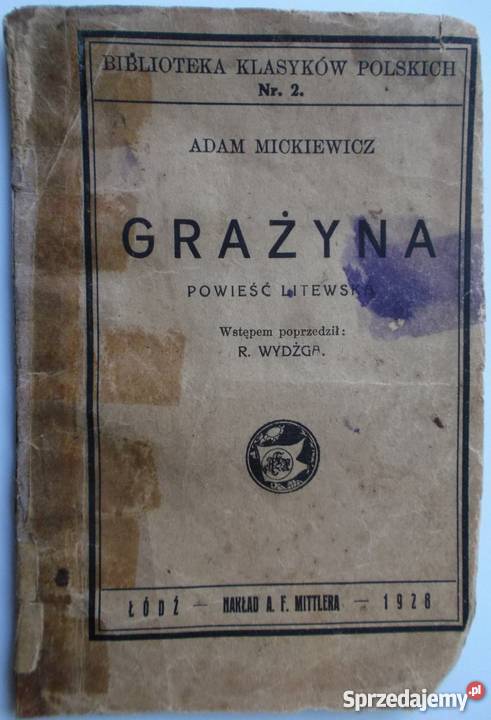 BIBLIOTEKA KLASYKÓW POLSKICH
Nr. 2.
ADAM MICKIEWICZ
GRAŻYNA
POWIEŚĆ LITEWSKA
Wstępem poprzedził:
R. WYDŻGA.
ŁÓDŹ — NAKŁAD A. F. MITTLERA — 1928
Sprzedajemy.pl